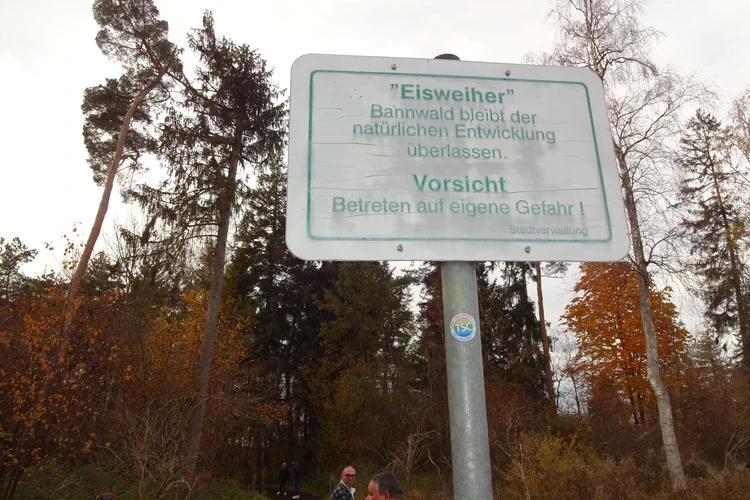 "Eisweiher"
Bannwald bleibt der
natürlichen Entwicklung
überlassen.
Vorsicht
Betreten auf eigene Gefahr !
Stadtverwaltung
TSC